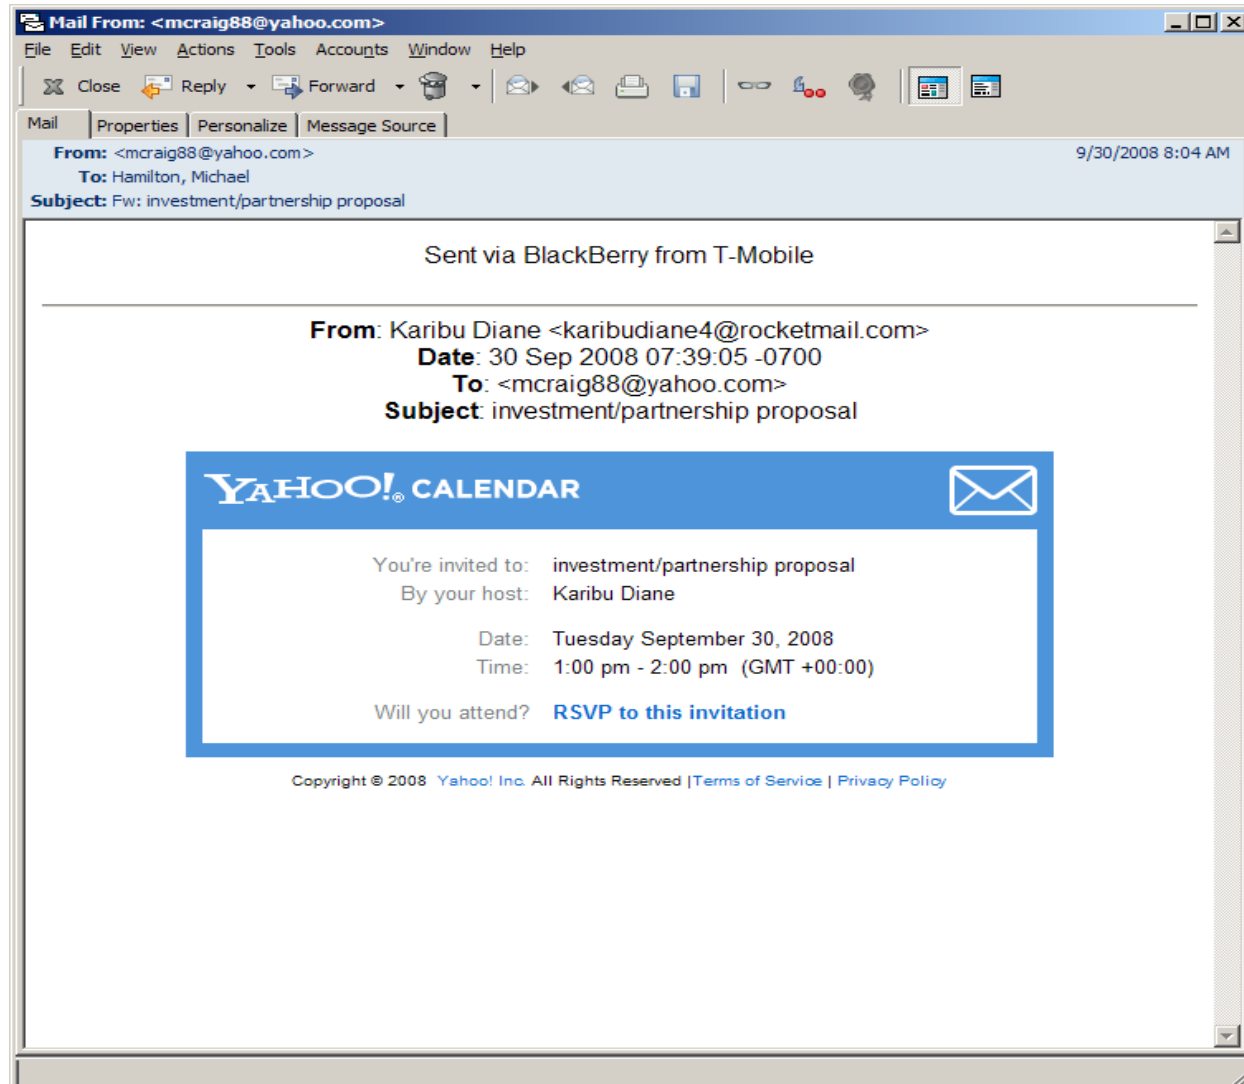 Mail From: <mcraig88@yahoo.com>
File Edit View Actions Tools Accounts Window Help
Close Reply Forward
Mail Properties Personalize Message Source
From: <mcraig88@yahoo.com> 9/30/2008 8:04 AM
To: Hamilton, Michael
Subject: Fw: investment/partnership proposal
Sent via BlackBerry from T-Mobile
From: Karibu Diane <karibudiane4@rocketmail.com>
Date: 30 Sep 2008 07:39:05 -0700
To: <mcraig88@yahoo.com>
Subject: investment/partnership proposal
YAHOO!® CALENDAR
You're invited to: investment/partnership proposal
By your host: Karibu Diane
Date: Tuesday September 30, 2008
Time: 1:00 pm - 2:00 pm (GMT +00:00)
Will you attend? RSVP to this invitation
Copyright © 2008 Yahoo! Inc. All Rights Reserved |Terms of Service | Privacy Policy